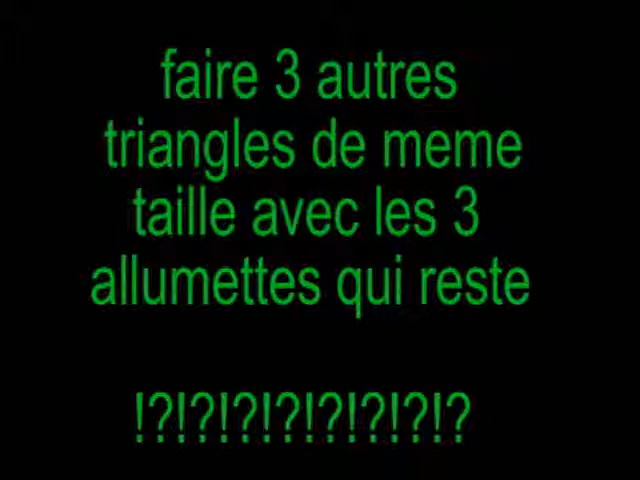 faire 3 autres
triangles de meme
taille avec les 3
allumettes qui reste
!?!?!?!?!?!?!?!?